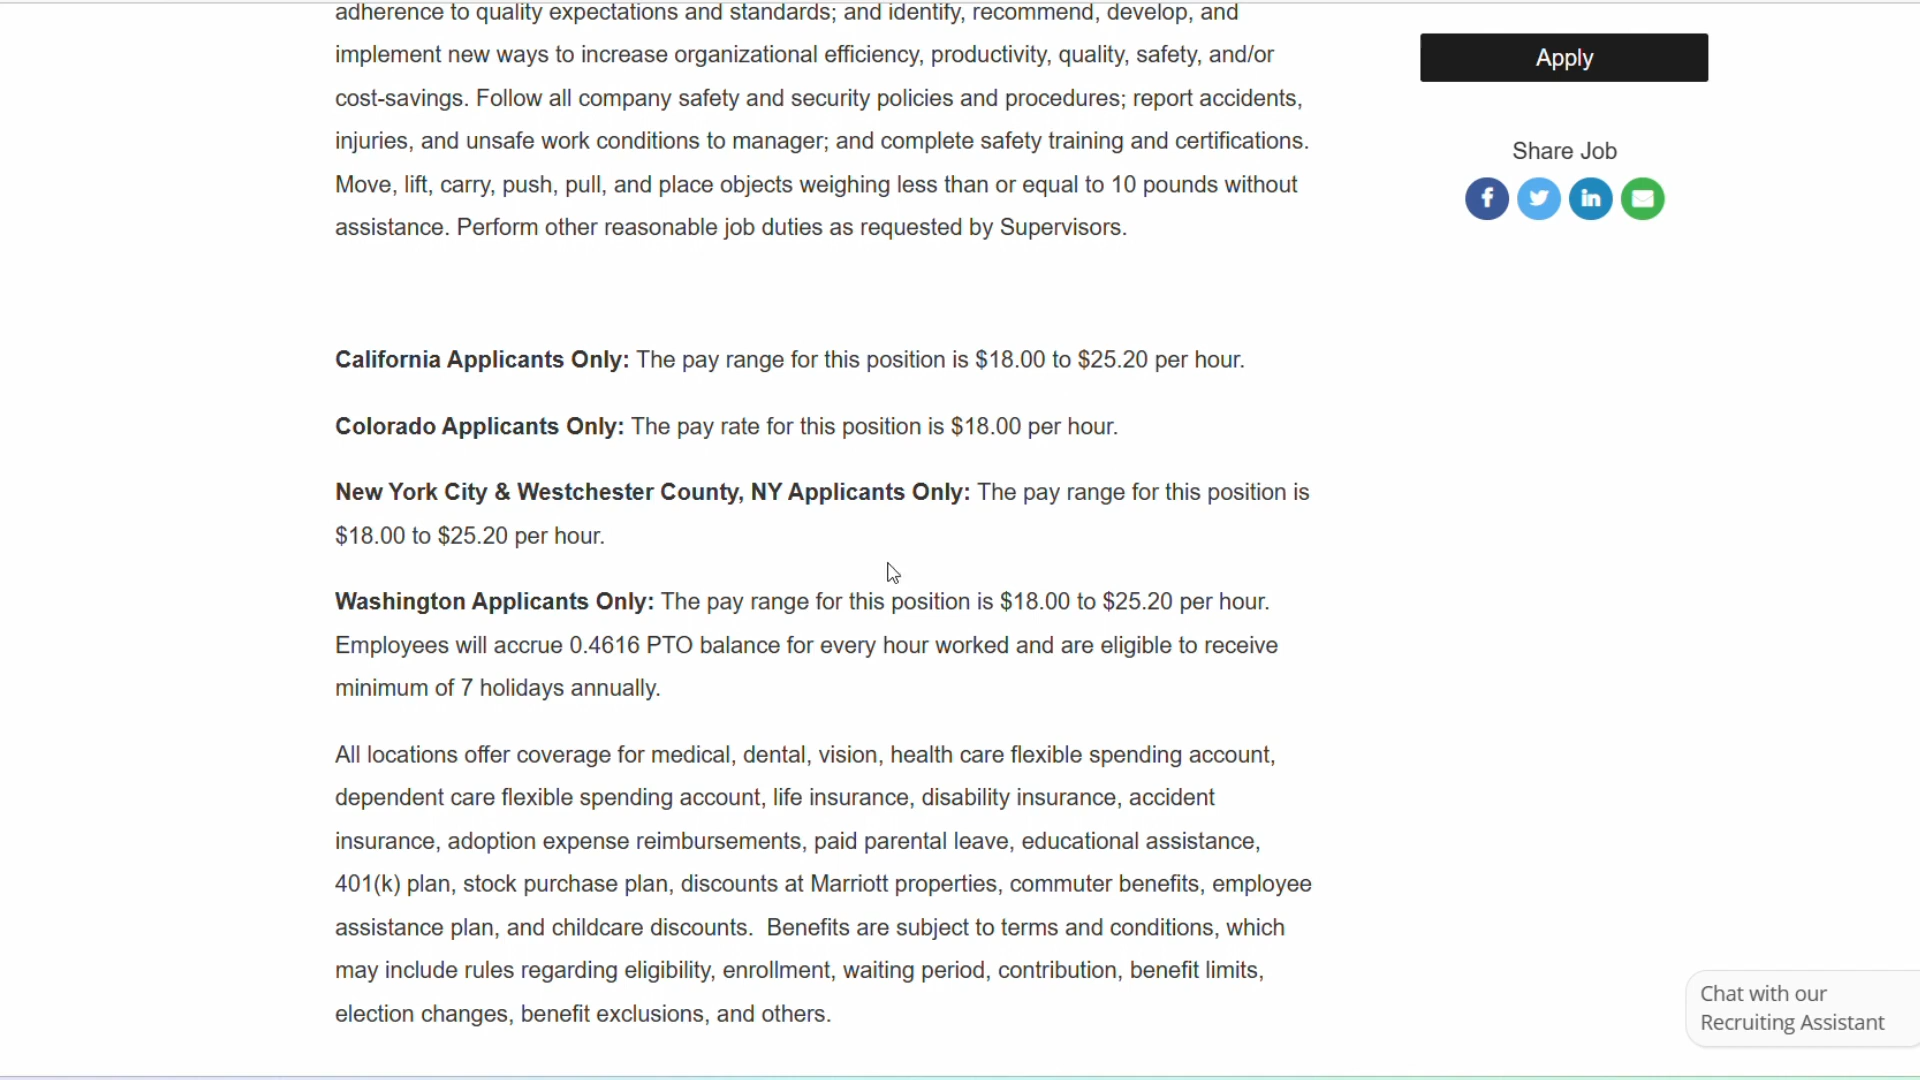 adherence to quality expectations and standards; and identify, recommend, develop, and
implement new ways to increase organizational efficiency, productivity, quality, safety, and/or
cost-savings. Follow all company safety and security policies and procedures; report accidents,
injuries, and unsafe work conditions to manager; and complete safety training and certifications.
Move, lift, carry, push, pull, and place objects weighing less than or equal to 10 pounds without
assistance. Perform other reasonable job duties as requested by Supervisors.
California Applicants Only: The pay range for this position is $18.00 to $25.20 per hour.
Colorado Applicants Only: The pay rate for this position is $18.00 per hour.
New York City & Westchester County, NY Applicants Only: The pay range for this position is
$18.00 to $25.20 per hour.
Washington Applicants Only: The pay range for this position is $18.00 to $25.20 per hour.
Employees will accrue 0.4616 PTO balance for every hour worked and are eligible to receive
minimum of 7 holidays annually.
All locations offer coverage for medical, dental, vision, health care flexible spending account,
dependent care flexible spending account, life insurance, disability insurance, accident
insurance, adoption expense reimbursements, paid parental leave, educational assistance,
401(k) plan, stock purchase plan, discounts at Marriott properties, commuter benefits, employee
assistance plan, and childcare discounts.  Benefits are subject to terms and conditions, which
may include rules regarding eligibility, enrollment, waiting period, contribution, benefit limits,
election changes, benefit exclusions, and others.
Apply
Share Job
Chat with our
Recruiting Assistant